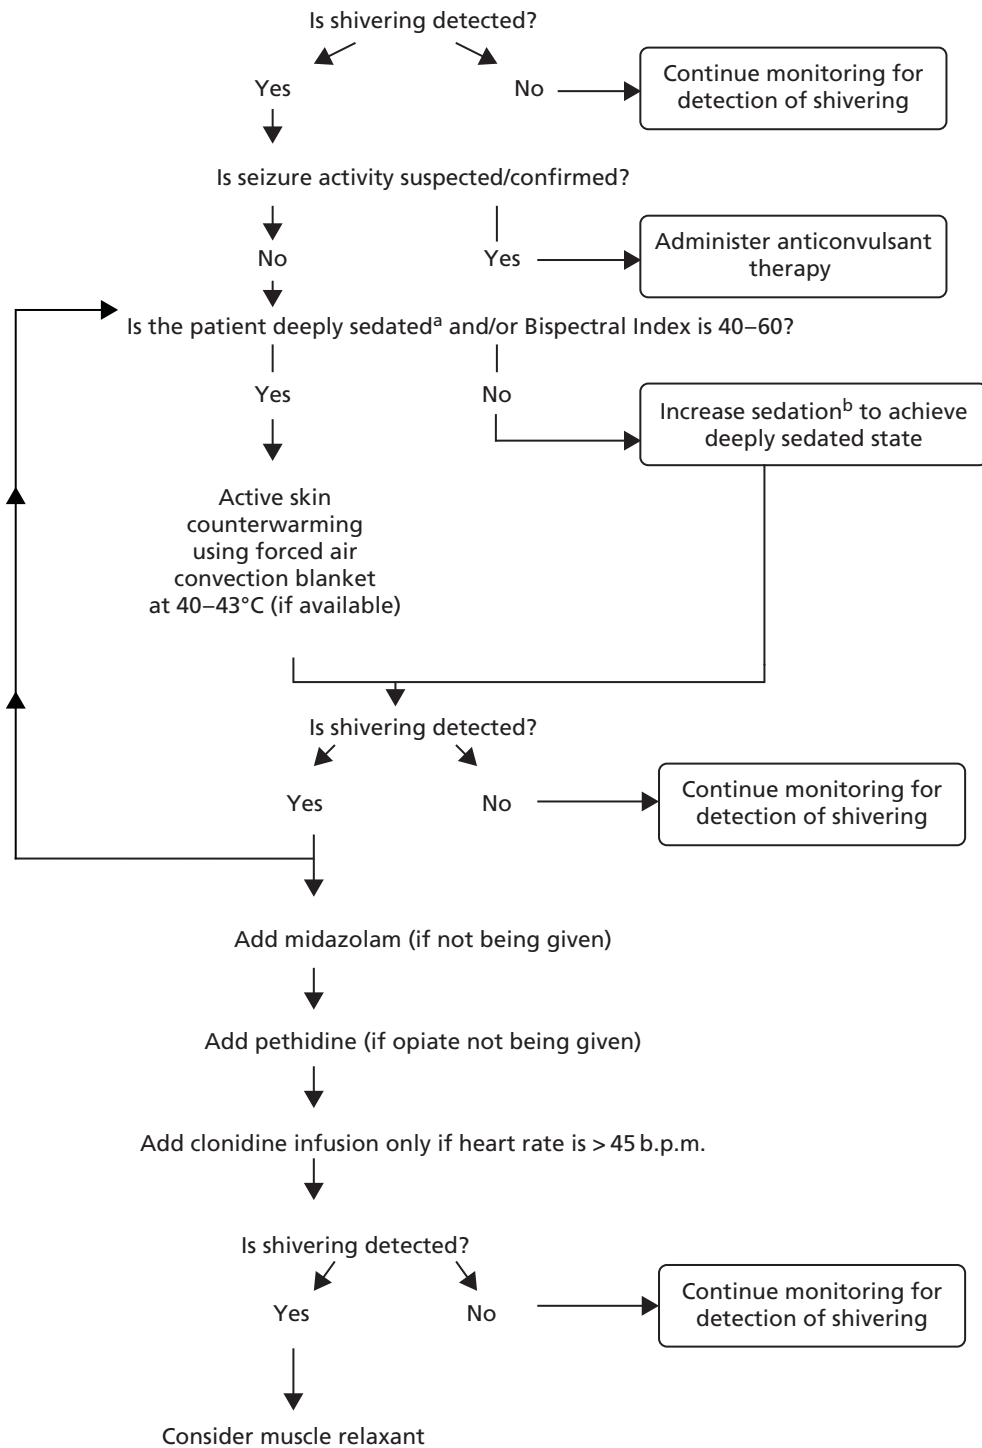 Is shivering detected?
Yes
No
Continue monitoring for
detection of shivering
Is seizure activity suspected/confirmed?
No
Yes
Administer anticonvulsant
therapy
Is the patient deeply sedatedᵃ and/or Bispectral Index is 40–60?
Yes
No
Increase sedationᵇ to achieve
deeply sedated state
Active skin
counterwarming
using forced air
convection blanket
at 40–43°C (if available)
Is shivering detected?
Yes
No
Continue monitoring for
detection of shivering
Add midazolam (if not being given)
Add pethidine (if opiate not being given)
Add clonidine infusion only if heart rate is > 45 b.p.m.
Is shivering detected?
Yes
No
Continue monitoring for
detection of shivering
Consider muscle relaxant